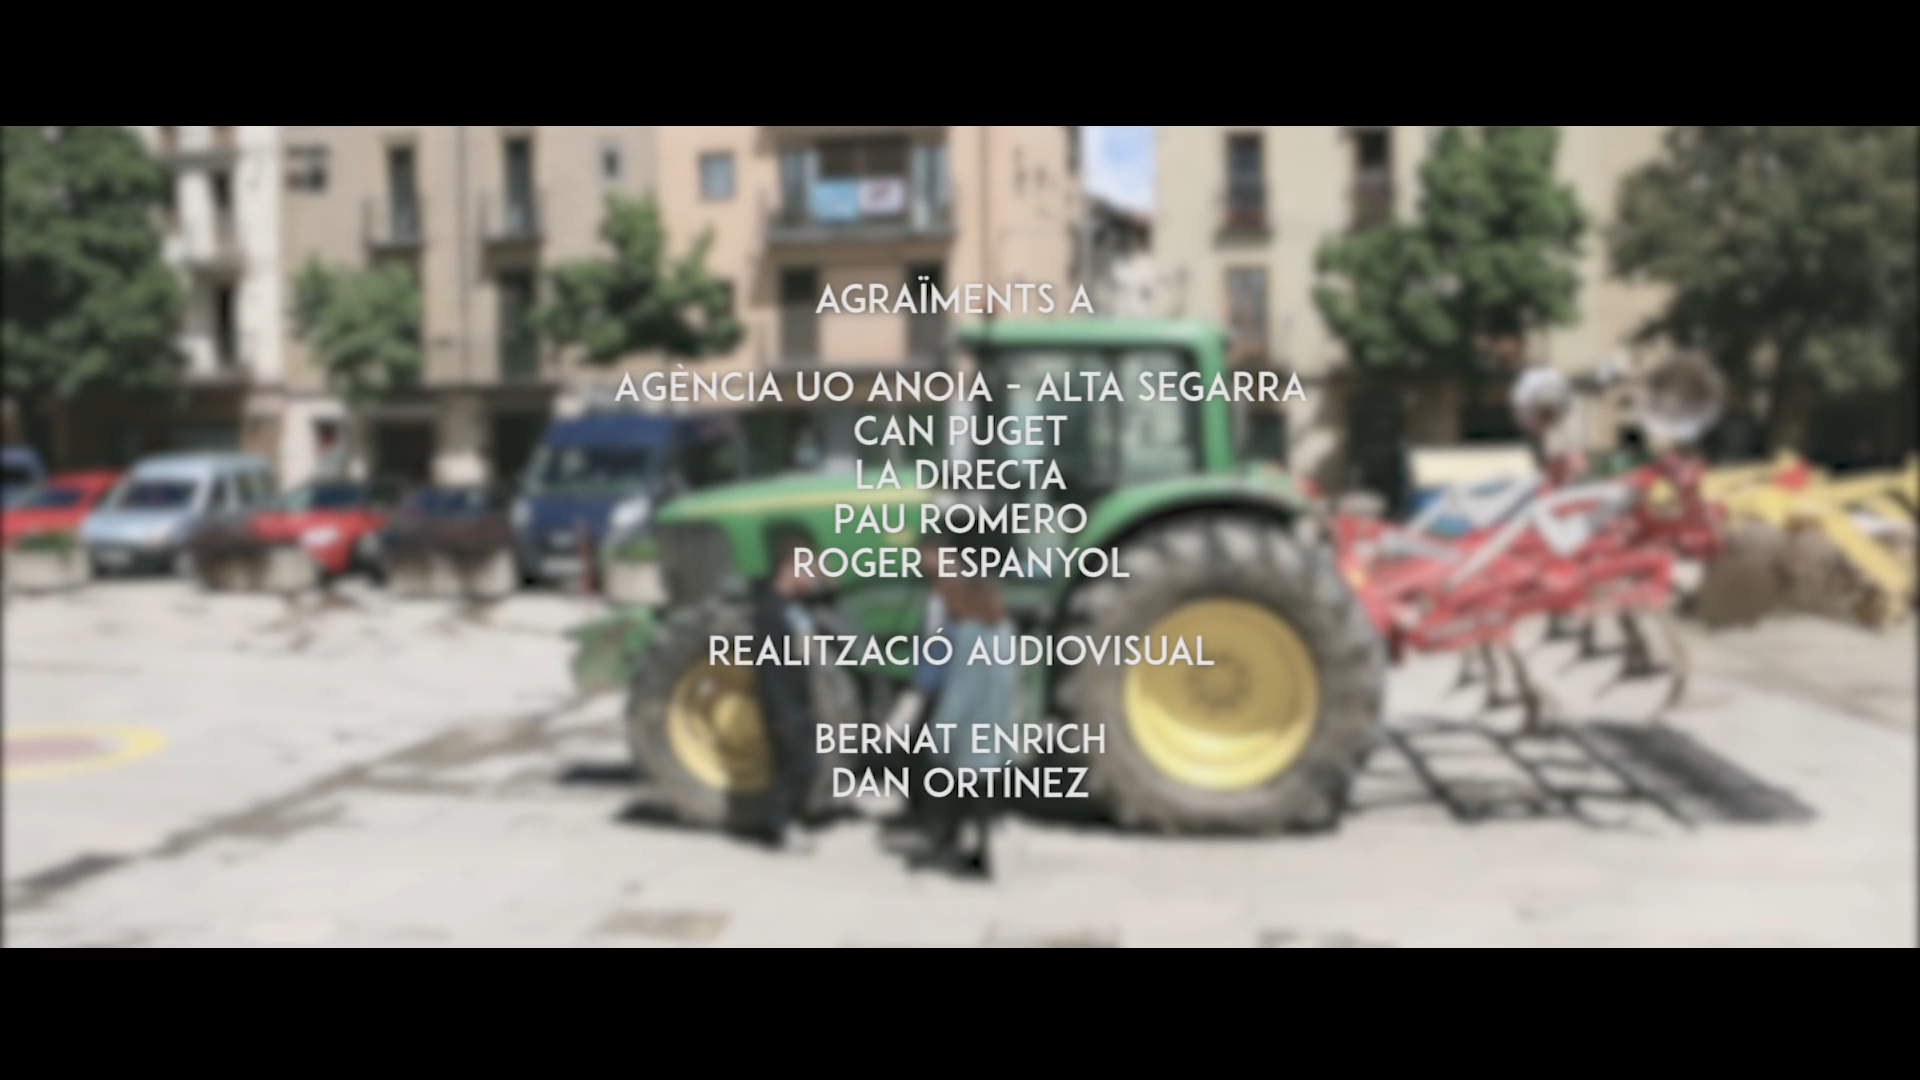 AGRAÏMENTS A
AGÈNCIA UO ANOIA - ALTA SEGARRA
CAN PUGET
LA DIRECTA
PAU ROMERO
ROGER ESPANYOL
REALITZACIÓ AUDIOVISUAL
BERNAT ENRICH
DAN ORTÍNEZ